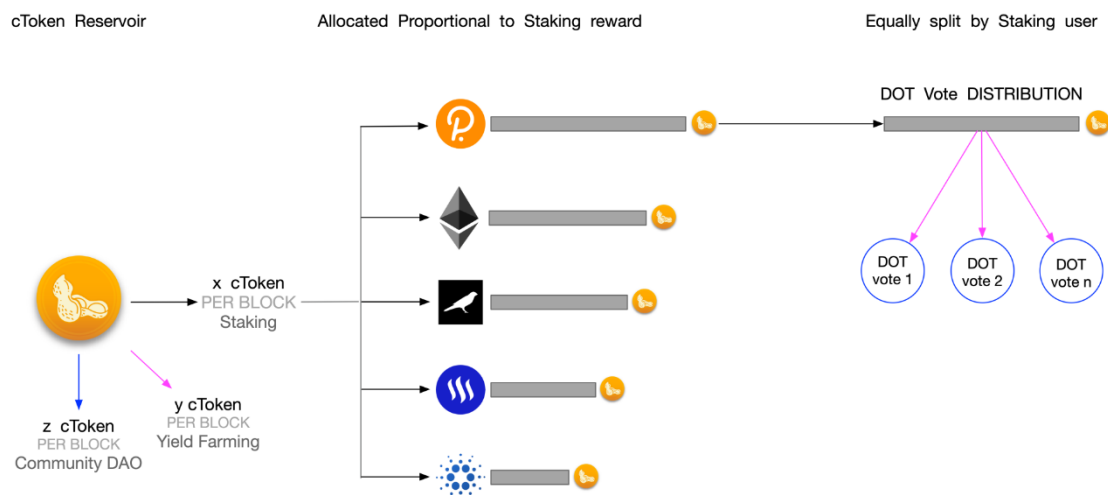 cToken Reservoir
Allocated Proportional to Staking reward
Equally split by Staking user
DOT Vote DISTRIBUTION
x cToken
PER BLOCK
Staking
DOT
vote 1
DOT
vote 2
DOT
vote n
y cToken
PER BLOCK
Yield Farming
z cToken
PER BLOCK
Community DAO